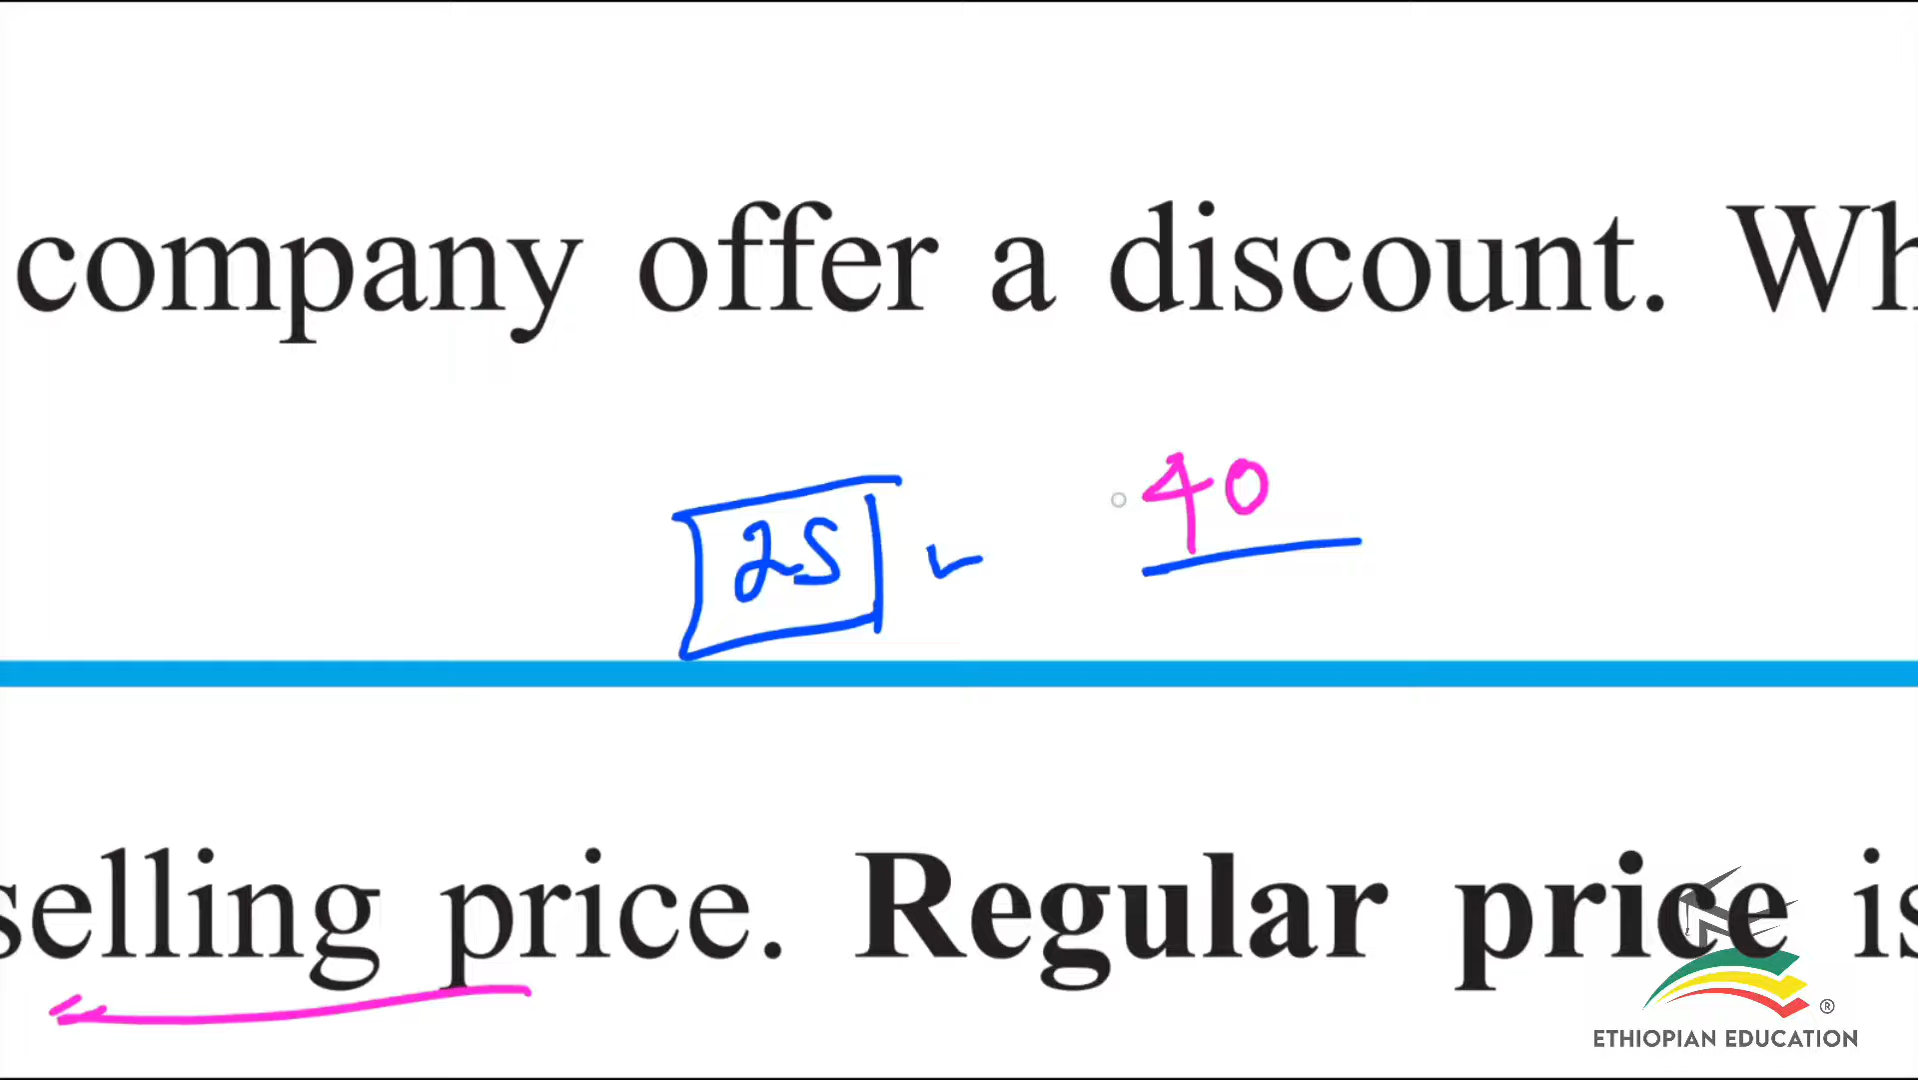 company offer a discount. Wh
25 40
selling price. Regular price is
ETHIOPIAN EDUCATION